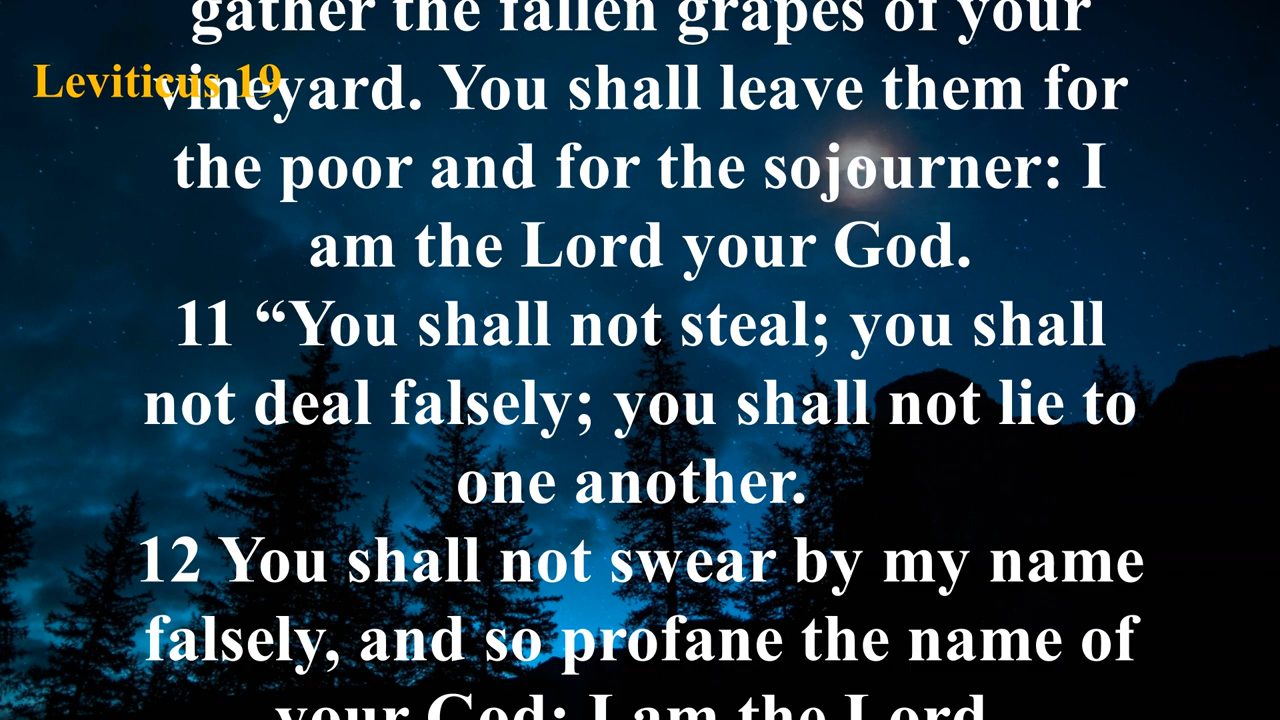 gather the fallen grapes of your
Leviticus 19
vineyard. You shall leave them for
the poor and for the sojourner: I
am the Lord your God.
11 “You shall not steal; you shall
not deal falsely; you shall not lie to
one another.
12 You shall not swear by my name
falsely, and so profane the name of
your God: I am the Lord